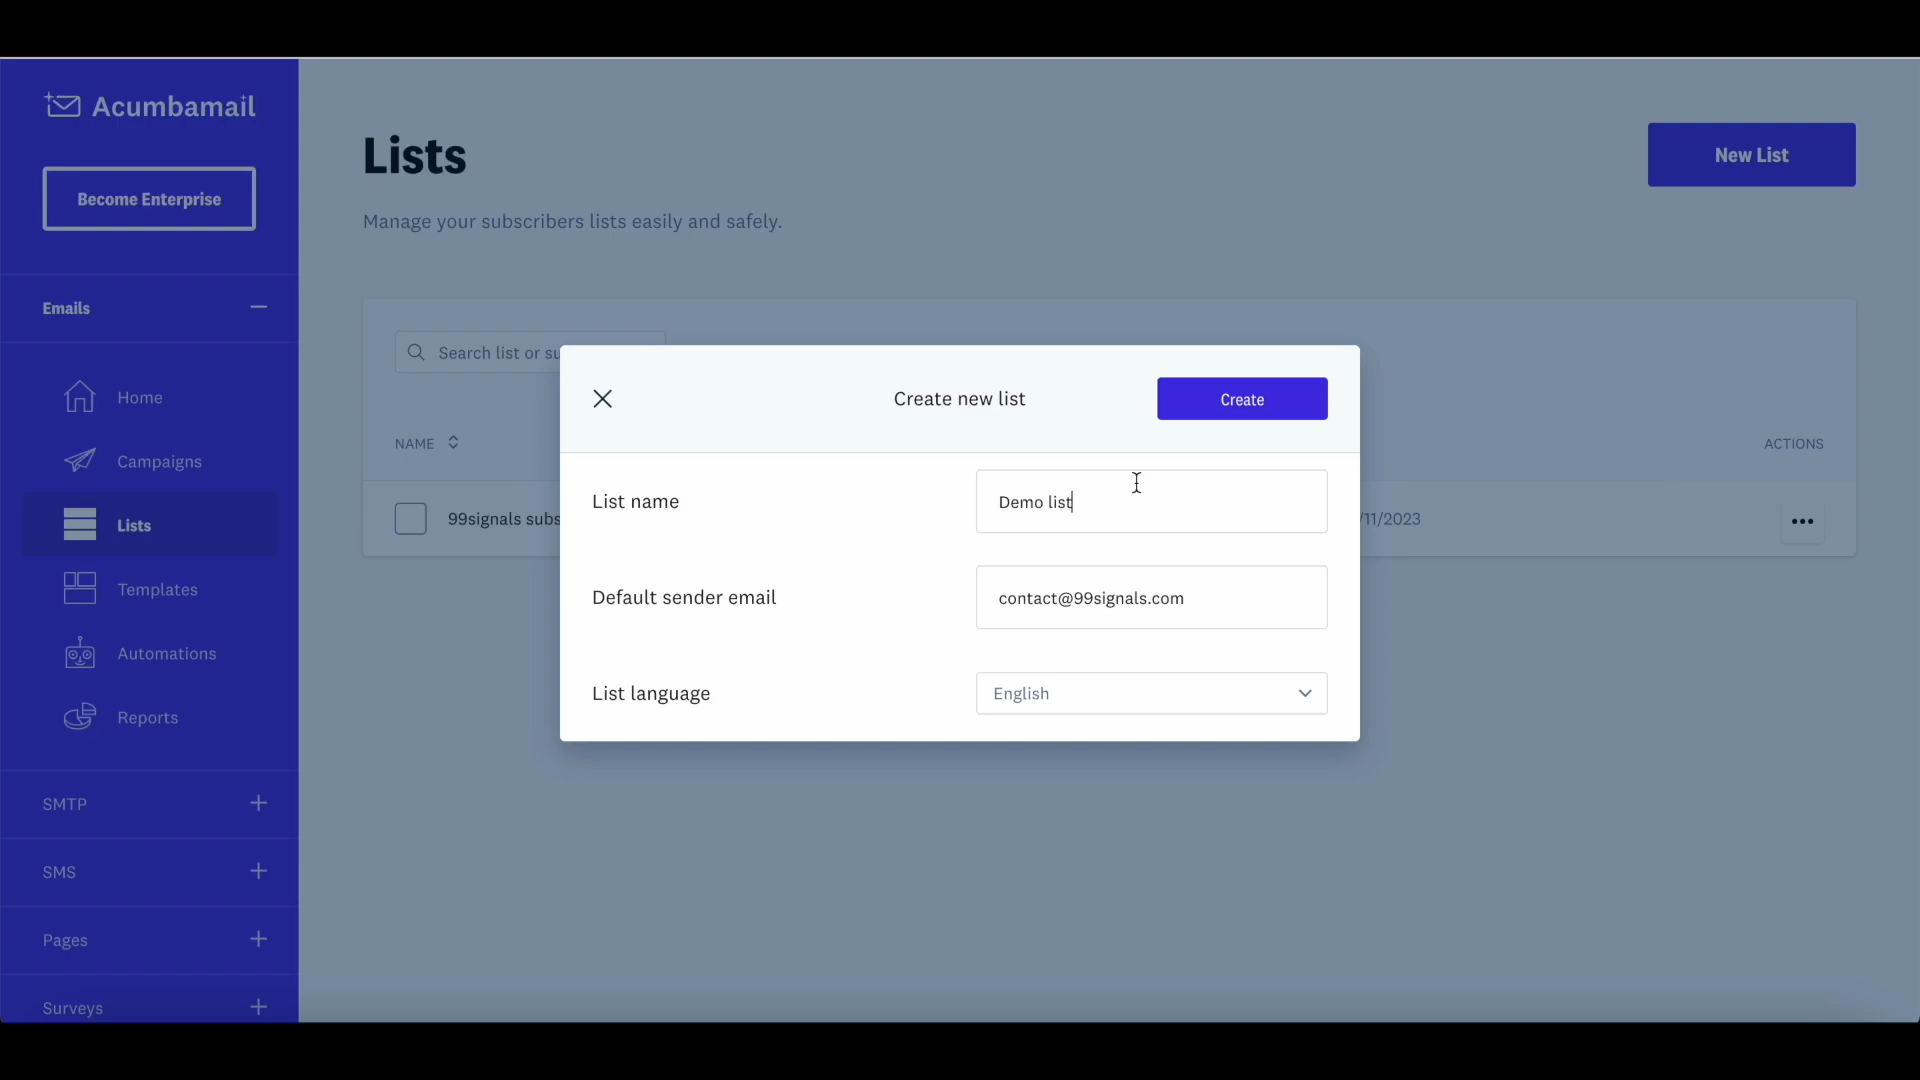 Acumbamail
Become Enterprise
Emails
Home
Campaigns
Lists
Templates
Automations
Reports
SMTP
SMS
Pages
Surveys
Lists
New List
Manage your subscribers lists easily and safely.
Search list or su
NAME
ACTIONS
99signals subs
/11/2023
Create new list
Create
List name
Demo list
Default sender email
contact@99signals.com
List language
English